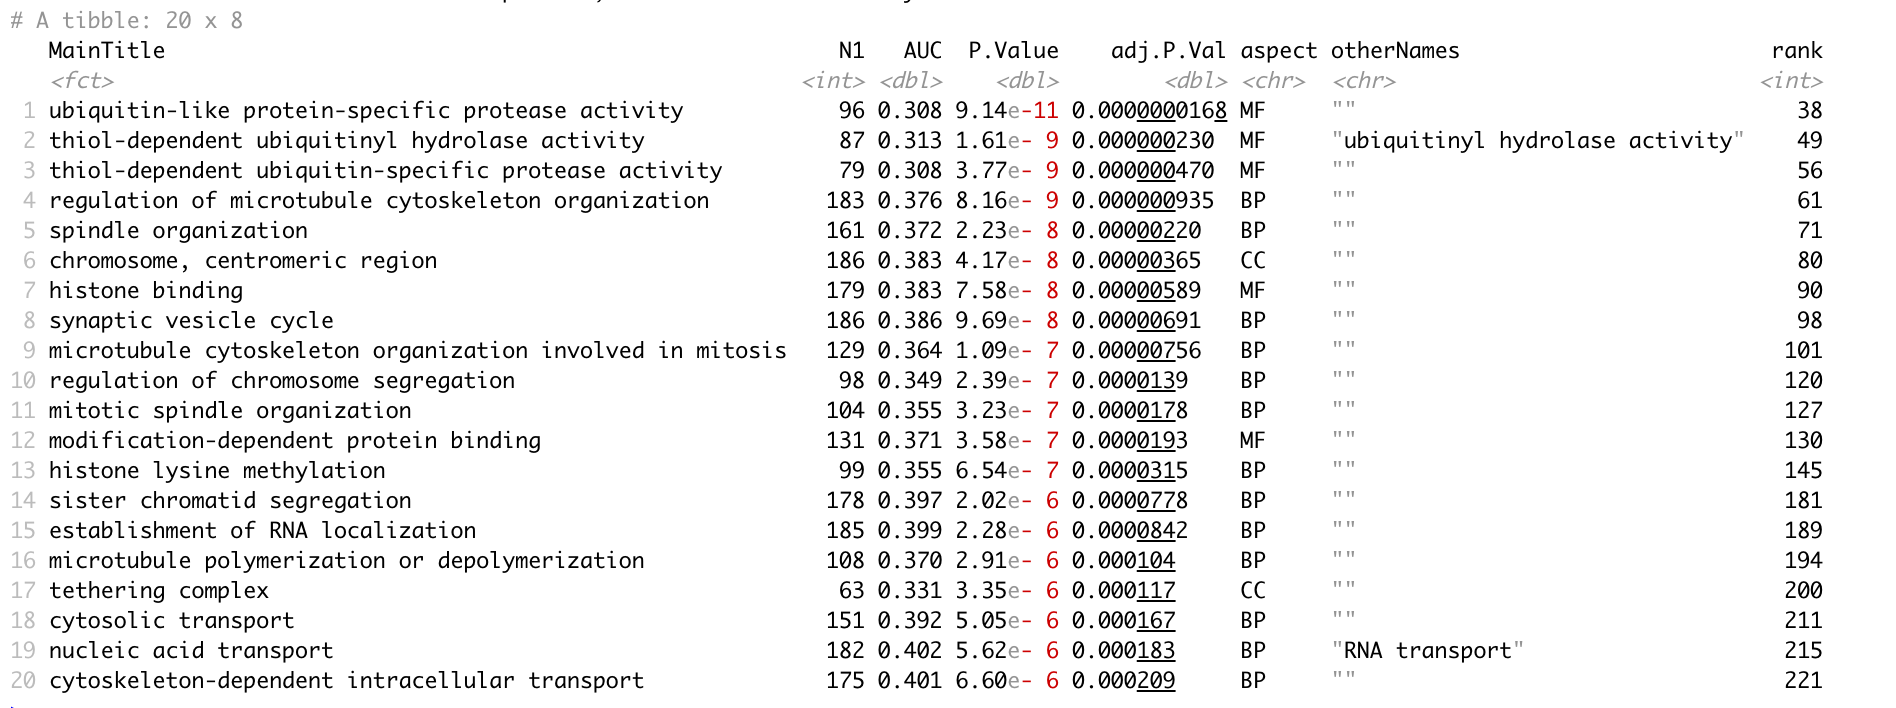 # A tibble: 20 x 8
MainTitle N1 AUC P.Value adj.P.Val aspect otherNames rank
<fct> <int> <dbl> <dbl> <dbl> <chr> <chr> <int>
1 ubiquitin-like protein-specific protease activity 96 0.308 9.14e-11 0.0000000168 MF "" 38
2 thiol-dependent ubiquitinyl hydrolase activity 87 0.313 1.61e- 9 0.000000230 MF "ubiquitinyl hydrolase activity" 49
3 thiol-dependent ubiquitin-specific protease activity 79 0.308 3.77e- 9 0.000000470 MF "" 56
4 regulation of microtubule cytoskeleton organization 183 0.376 8.16e- 9 0.000000935 BP "" 61
5 spindle organization 161 0.372 2.23e- 8 0.00000220 BP "" 71
6 chromosome, centromeric region 186 0.383 4.17e- 8 0.00000365 CC "" 80
7 histone binding 179 0.383 7.58e- 8 0.00000589 MF "" 90
8 synaptic vesicle cycle 186 0.386 9.69e- 8 0.00000691 BP "" 98
9 microtubule cytoskeleton organization involved in mitosis 129 0.364 1.09e- 7 0.00000756 BP "" 101
10 regulation of chromosome segregation 98 0.349 2.39e- 7 0.0000139 BP "" 120
11 mitotic spindle organization 104 0.355 3.23e- 7 0.0000178 BP "" 127
12 modification-dependent protein binding 131 0.371 3.58e- 7 0.0000193 MF "" 130
13 histone lysine methylation 99 0.355 6.54e- 7 0.0000315 BP "" 145
14 sister chromatid segregation 178 0.397 2.02e- 6 0.0000778 BP "" 181
15 establishment of RNA localization 185 0.399 2.28e- 6 0.0000842 BP "" 189
16 microtubule polymerization or depolymerization 108 0.370 2.91e- 6 0.000104 BP "" 194
17 tethering complex 63 0.331 3.35e- 6 0.000117 CC "" 200
18 cytosolic transport 151 0.392 5.05e- 6 0.000167 BP "" 211
19 nucleic acid transport 182 0.402 5.62e- 6 0.000183 BP "RNA transport" 215
20 cytoskeleton-dependent intracellular transport 175 0.401 6.60e- 6 0.000209 BP "" 221